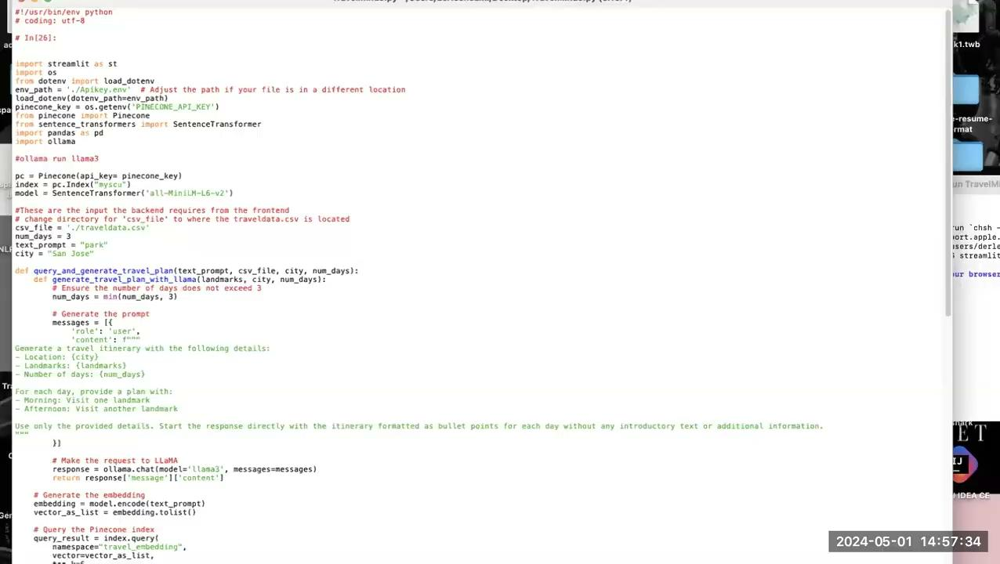 #!/usr/bin/env python
# coding: utf-8
# In[26]:
import streamlit as st
import os
from dotenv import load_dotenv
env_path = './Apikey.env'  # Adjust the path if your file is in a different location
load_dotenv(dotenv_path=env_path)
pinecone_key = os.getenv('PINECONE_API_KEY')
from pinecone import Pinecone
from sentence_transformers import SentenceTransformer
import pandas as pd
import ollama
#ollama run llama3
pc = Pinecone(api_key= pinecone_key)
index = pc.Index("myscu")
model = SentenceTransformer('all-MiniLM-L6-v2')
#These are the input the backend requires from the frontend
# change directory for 'csv_file' to where the traveldata.csv is located
csv_file = './traveldata.csv'
num_days = 3
text_prompt = "park"
city = "San Jose"
def query_and_generate_travel_plan(text_prompt, csv_file, city, num_days):
    def generate_travel_plan_with_llama(landmarks, city, num_days):
        # Ensure the number of days does not exceed 3
        num_days = min(num_days, 3)
        # Generate the prompt
        messages = [{
            'role': 'user',
            'content': f"""
Generate a travel itinerary with the following details:
- Location: {city}
- Landmarks: {landmarks}
- Number of days: {num_days}
For each day, provide a plan with:
- Morning: Visit one landmark
- Afternoon: Visit another landmark
Use only the provided details. Start the response directly with the itinerary formatted as bullet points for each day without any introductory text or additional information.
"""
        }]
        # Make the request to LLaMA
        response = ollama.chat(model='llama3', messages=messages)
        return response['message']['content']
    # Generate the embedding
    embedding = model.encode(text_prompt)
    vector_as_list = embedding.tolist()
    # Query the Pinecone index
    query_result = index.query(
        namespace="travel_embedding",
        vector=vector_as_list,
k1.twb
e-resume-
rmat
un TravelMi
run `chsh -
port.apple.
sers/derle
$ streamlit
our browser
IJ
IDEA CE
2024-05-01 14:57:34